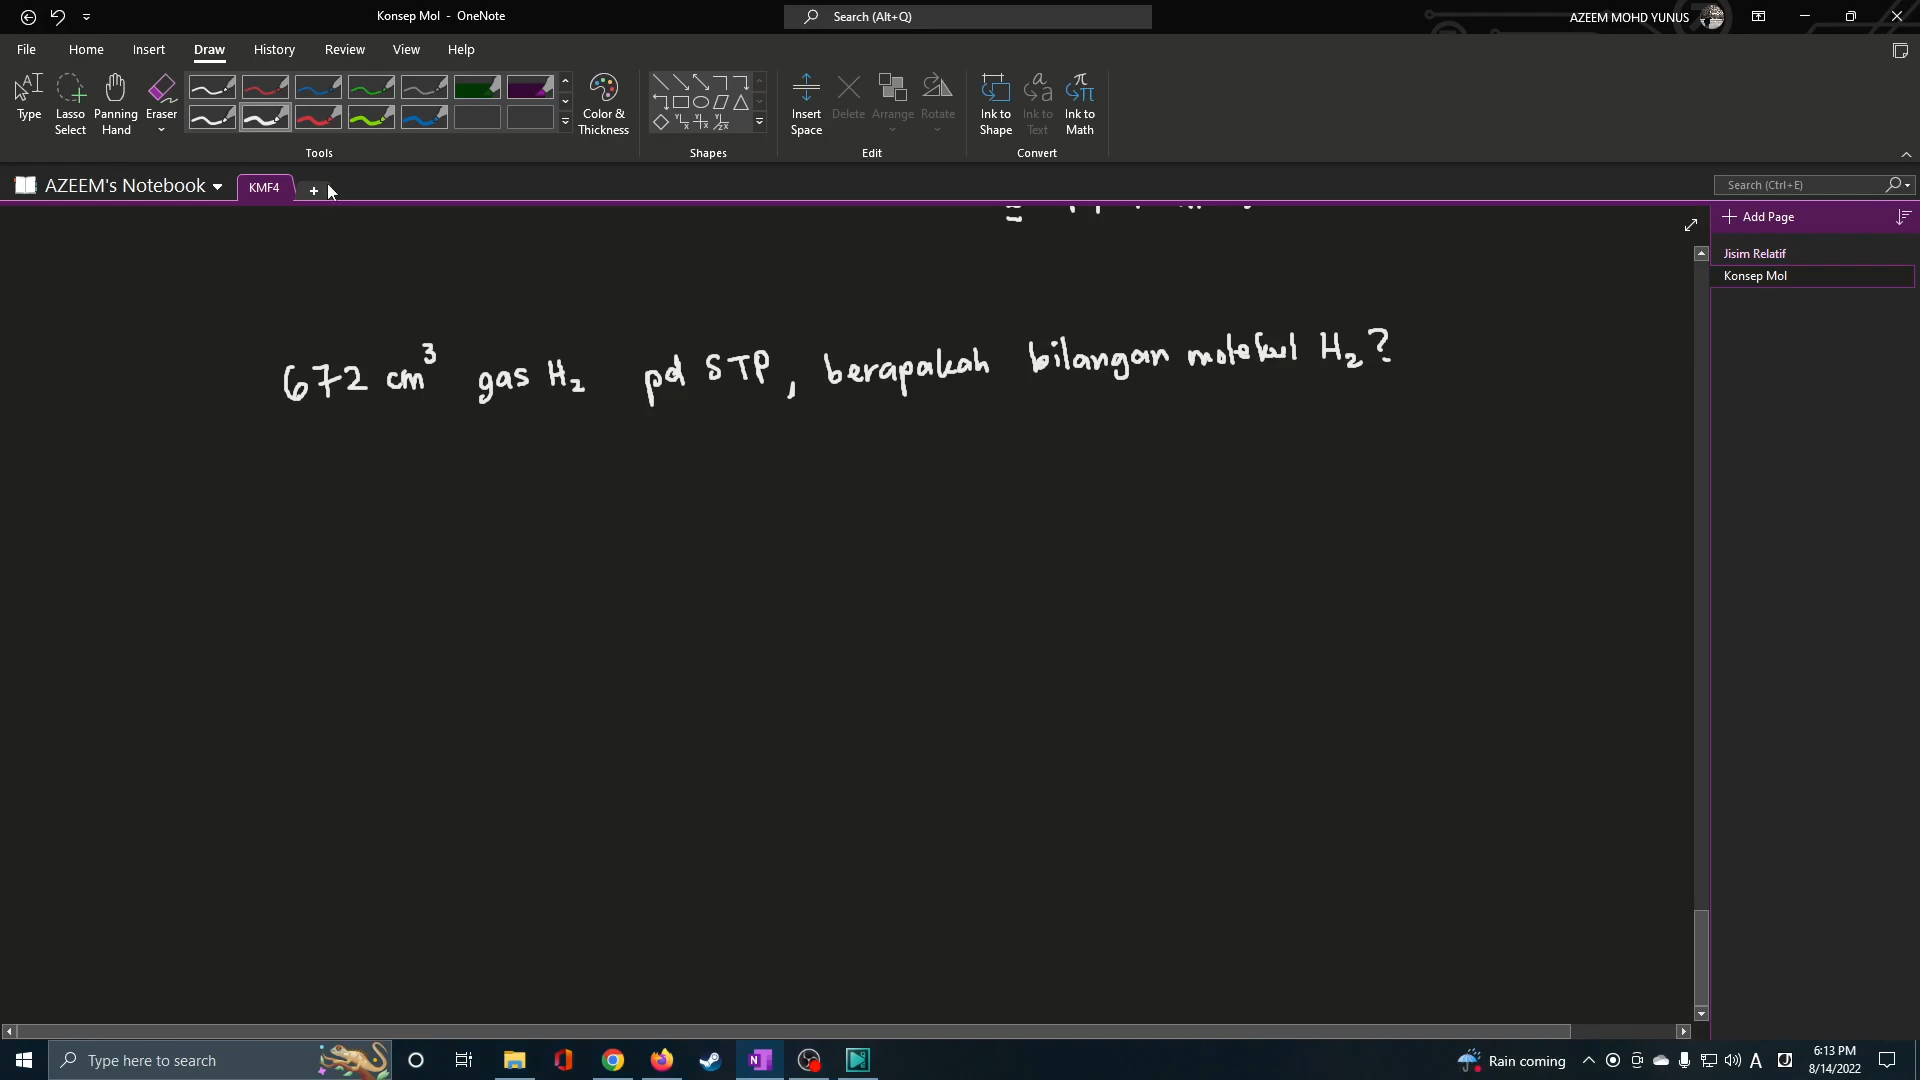 Konsep Mol - OneNote
Search (Alt+Q)
AZEEM MOHD YUNUS
File Home Insert Draw History Review View Help
Type
Lasso Select
Panning Hand
Eraser
Color & Thickness
Insert Space
Delete
Arrange
Rotate
Ink to Shape
Ink to Text
Ink to Math
Tools
Shapes
Edit
Convert
AZEEM's Notebook
KMF4
Search (Ctrl+E)
Add Page
Jisim Relatif
Konsep Mol
672 cm³ gas H₂ pd STP, berapakah bilangan molekul H₂?
Type here to search
Rain coming
6:13 PM
8/14/2022